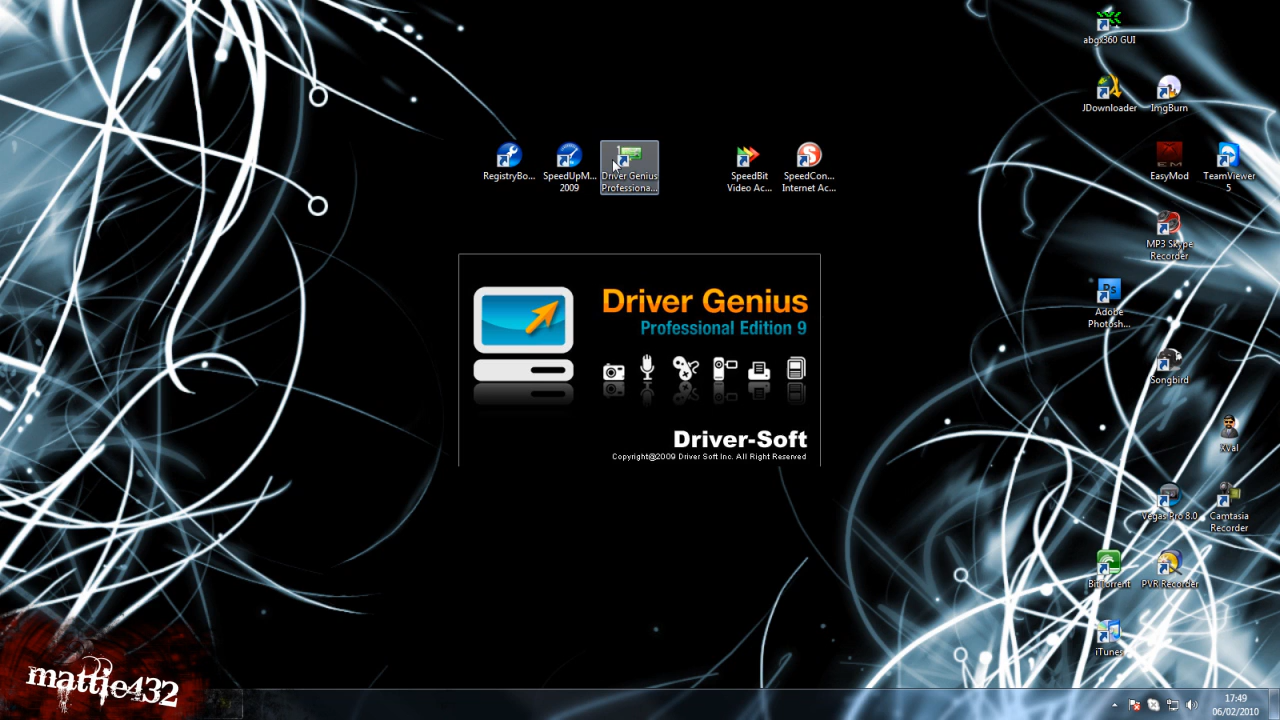 abgx360 GUI
JDownloader
ImgBurn
RegistryBo...
SpeedUpM...
2009
Driver Genius
Professiona...
SpeedBit
Video Ac...
SpeedCon...
Internet Ac...
EasyMod
TeamViewer
5
MP3 Skype
Recorder
Driver Genius
Professional Edition 9
Driver-Soft
Copyright@2009 Driver Soft Inc. All Right Reserved
Ps
Adobe
Photosh...
Songbird
Xval
Vegas Pro 8.0
Camtasia
Recorder
BitTorrent
PVR Recorder
iTunes
mattie432
17:49
06/02/2010